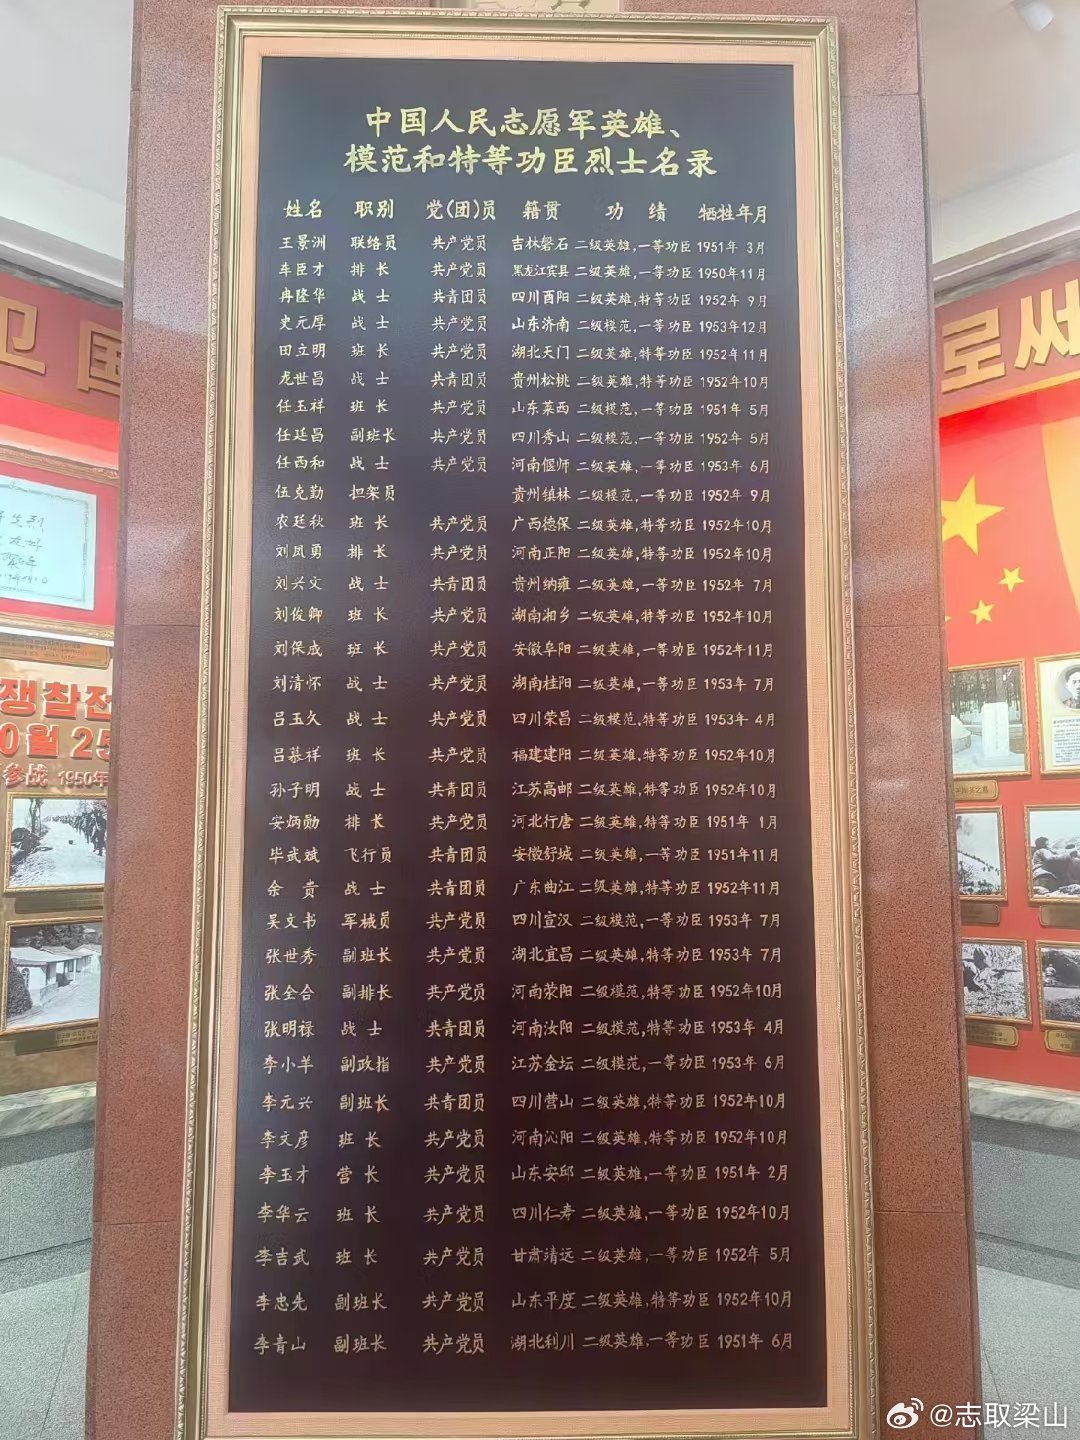 中国人民志愿军英雄、
模范和特等功臣烈士名录
姓名 职别 党(团)员 籍贯 功绩 牺牲年月
王景洲 联络员 共产党员 吉林磐石 二级英雄,一等功臣 1951年 3月
车臣才 排长 共产党员 黑龙江宾县 二级英雄,一等功臣 1950年11月
冉隆华 战士 共青团员 四川酉阳 二级英雄,特等功臣 1952年 9月
史元厚 战士 共产党员 山东济南 二级模范,一等功臣 1953年12月
田立明 班长 共产党员 湖北天门 二级英雄,特等功臣 1952年11月
龙世昌 战士 共青团员 贵州松桃 二级英雄,特等功臣 1952年10月
任玉祥 班长 共产党员 山东莱西 二级模范,一等功臣 1951年 5月
任廷昌 副班长 共产党员 四川秀山 二级模范,一等功臣 1952年 5月
任西和 战士 共产党员 河南偃师 二级英雄,一等功臣 1953年 6月
伍克勤 担架员 贵州镇林 二级模范,一等功臣 1952年 9月
农廷秋 班长 共产党员 广西德保 二级英雄,特等功臣 1952年10月
刘凤勇 排长 共产党员 河南正阳 二级英雄,特等功臣 1952年10月
刘兴文 战士 共青团员 贵州纳雍 二级英雄,一等功臣 1952年 7月
刘俊卿 班长 共产党员 湖南湘乡 二级英雄,特等功臣 1952年10月
刘保成 班长 共产党员 安徽阜阳 二级英雄,一等功臣 1952年11月
刘清怀 战士 共产党员 湖南桂阳 二级英雄,一等功臣 1953年 7月
吕玉久 战士 共产党员 四川荣昌 二级模范,特等功臣 1953年 4月
吕慕祥 班长 共产党员 福建建阳 二级英雄,特等功臣 1952年10月
孙子明 战士 共青团员 江苏高邮 二级英雄,特等功臣 1952年10月
安炳勋 排长 共产党员 河北行唐 二级英雄,特等功臣 1951年 1月
毕武斌 飞行员 共青团员 安徽舒城 二级英雄,一等功臣 1951年11月
余贵 战士 共青团员 广东曲江 二级英雄,特等功臣 1952年11月
吴文书 军械员 共产党员 四川宣汉 二级模范,一等功臣 1953年 7月
张世秀 副班长 共产党员 湖北宜昌 二级英雄,特等功臣 1953年 7月
张全合 副排长 共产党员 河南荥阳 二级模范,特等功臣 1952年10月
张明禄 战士 共青团员 河南汝阳 二级模范,特等功臣 1953年 4月
李小羊 副政指 共产党员 江苏金坛 二级模范,一等功臣 1953年 6月
李元兴 副班长 共青团员 四川营山 二级英雄,特等功臣 1952年10月
李文彦 班长 共产党员 河南沁阳 二级英雄,特等功臣 1952年10月
李玉才 营长 共产党员 山东安邱 二级英雄,一等功臣 1951年 2月
李华云 班长 共产党员 四川仁寿 二级英雄,一等功臣 1952年10月
李吉武 班长 共产党员 甘肃靖远 二级英雄,一等功臣 1952年 5月
李忠先 副班长 共产党员 山东平度 二级英雄,特等功臣 1952年10月
李青山 副班长 共产党员 湖北利川 二级英雄,一等功臣 1951年 6月
卫国
0月25
参战 1950年
@志取梁山